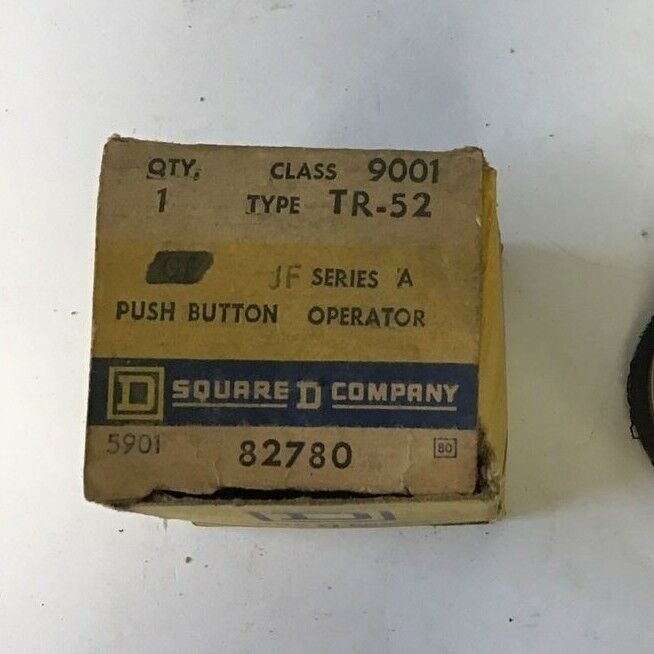 QTY. CLASS 9001
1 TYPE TR-52
JF SERIES A
PUSH BUTTON OPERATOR
D SQUARE D COMPANY
5901 82780 80